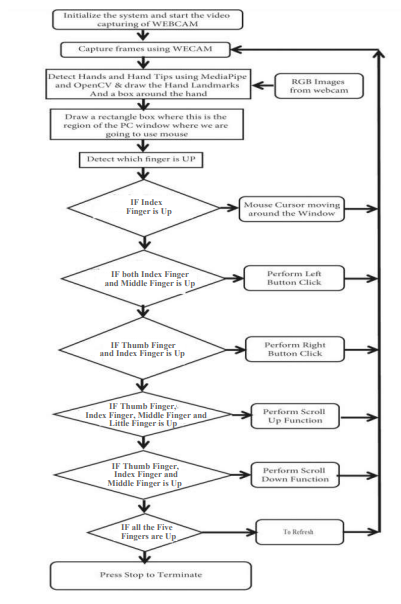 Initialize the system and start the video
capturing of WEBCAM
Capture frames using WECAM
Detect Hands and Hand Tips using MediaPipe
and OpenCV & draw the Hand Landmarks
And a box around the hand
RGB Images
from webcam
Draw a rectangle box where this is the
region of the PC window where we are
going to use mouse
Detect which finger is UP
IF Index
Finger is Up
Mouse Cursor moving
around the Window
IF both Index Finger
and Middle Finger is Up
Perform Left
Button Click
IF Thumb Finger
and Index Finger is Up
Perform Right
Button Click
IF Thumb Finger,
Index Finger, Middle Finger and
Little Finger is Up
Perform Scroll
Up Function
IF Thumb Finger,
Index Finger and
Middle Finger is Up
Perform Scroll
Down Function
IF all the Five
Fingers are Up
To Refresh
Press Stop to Terminate